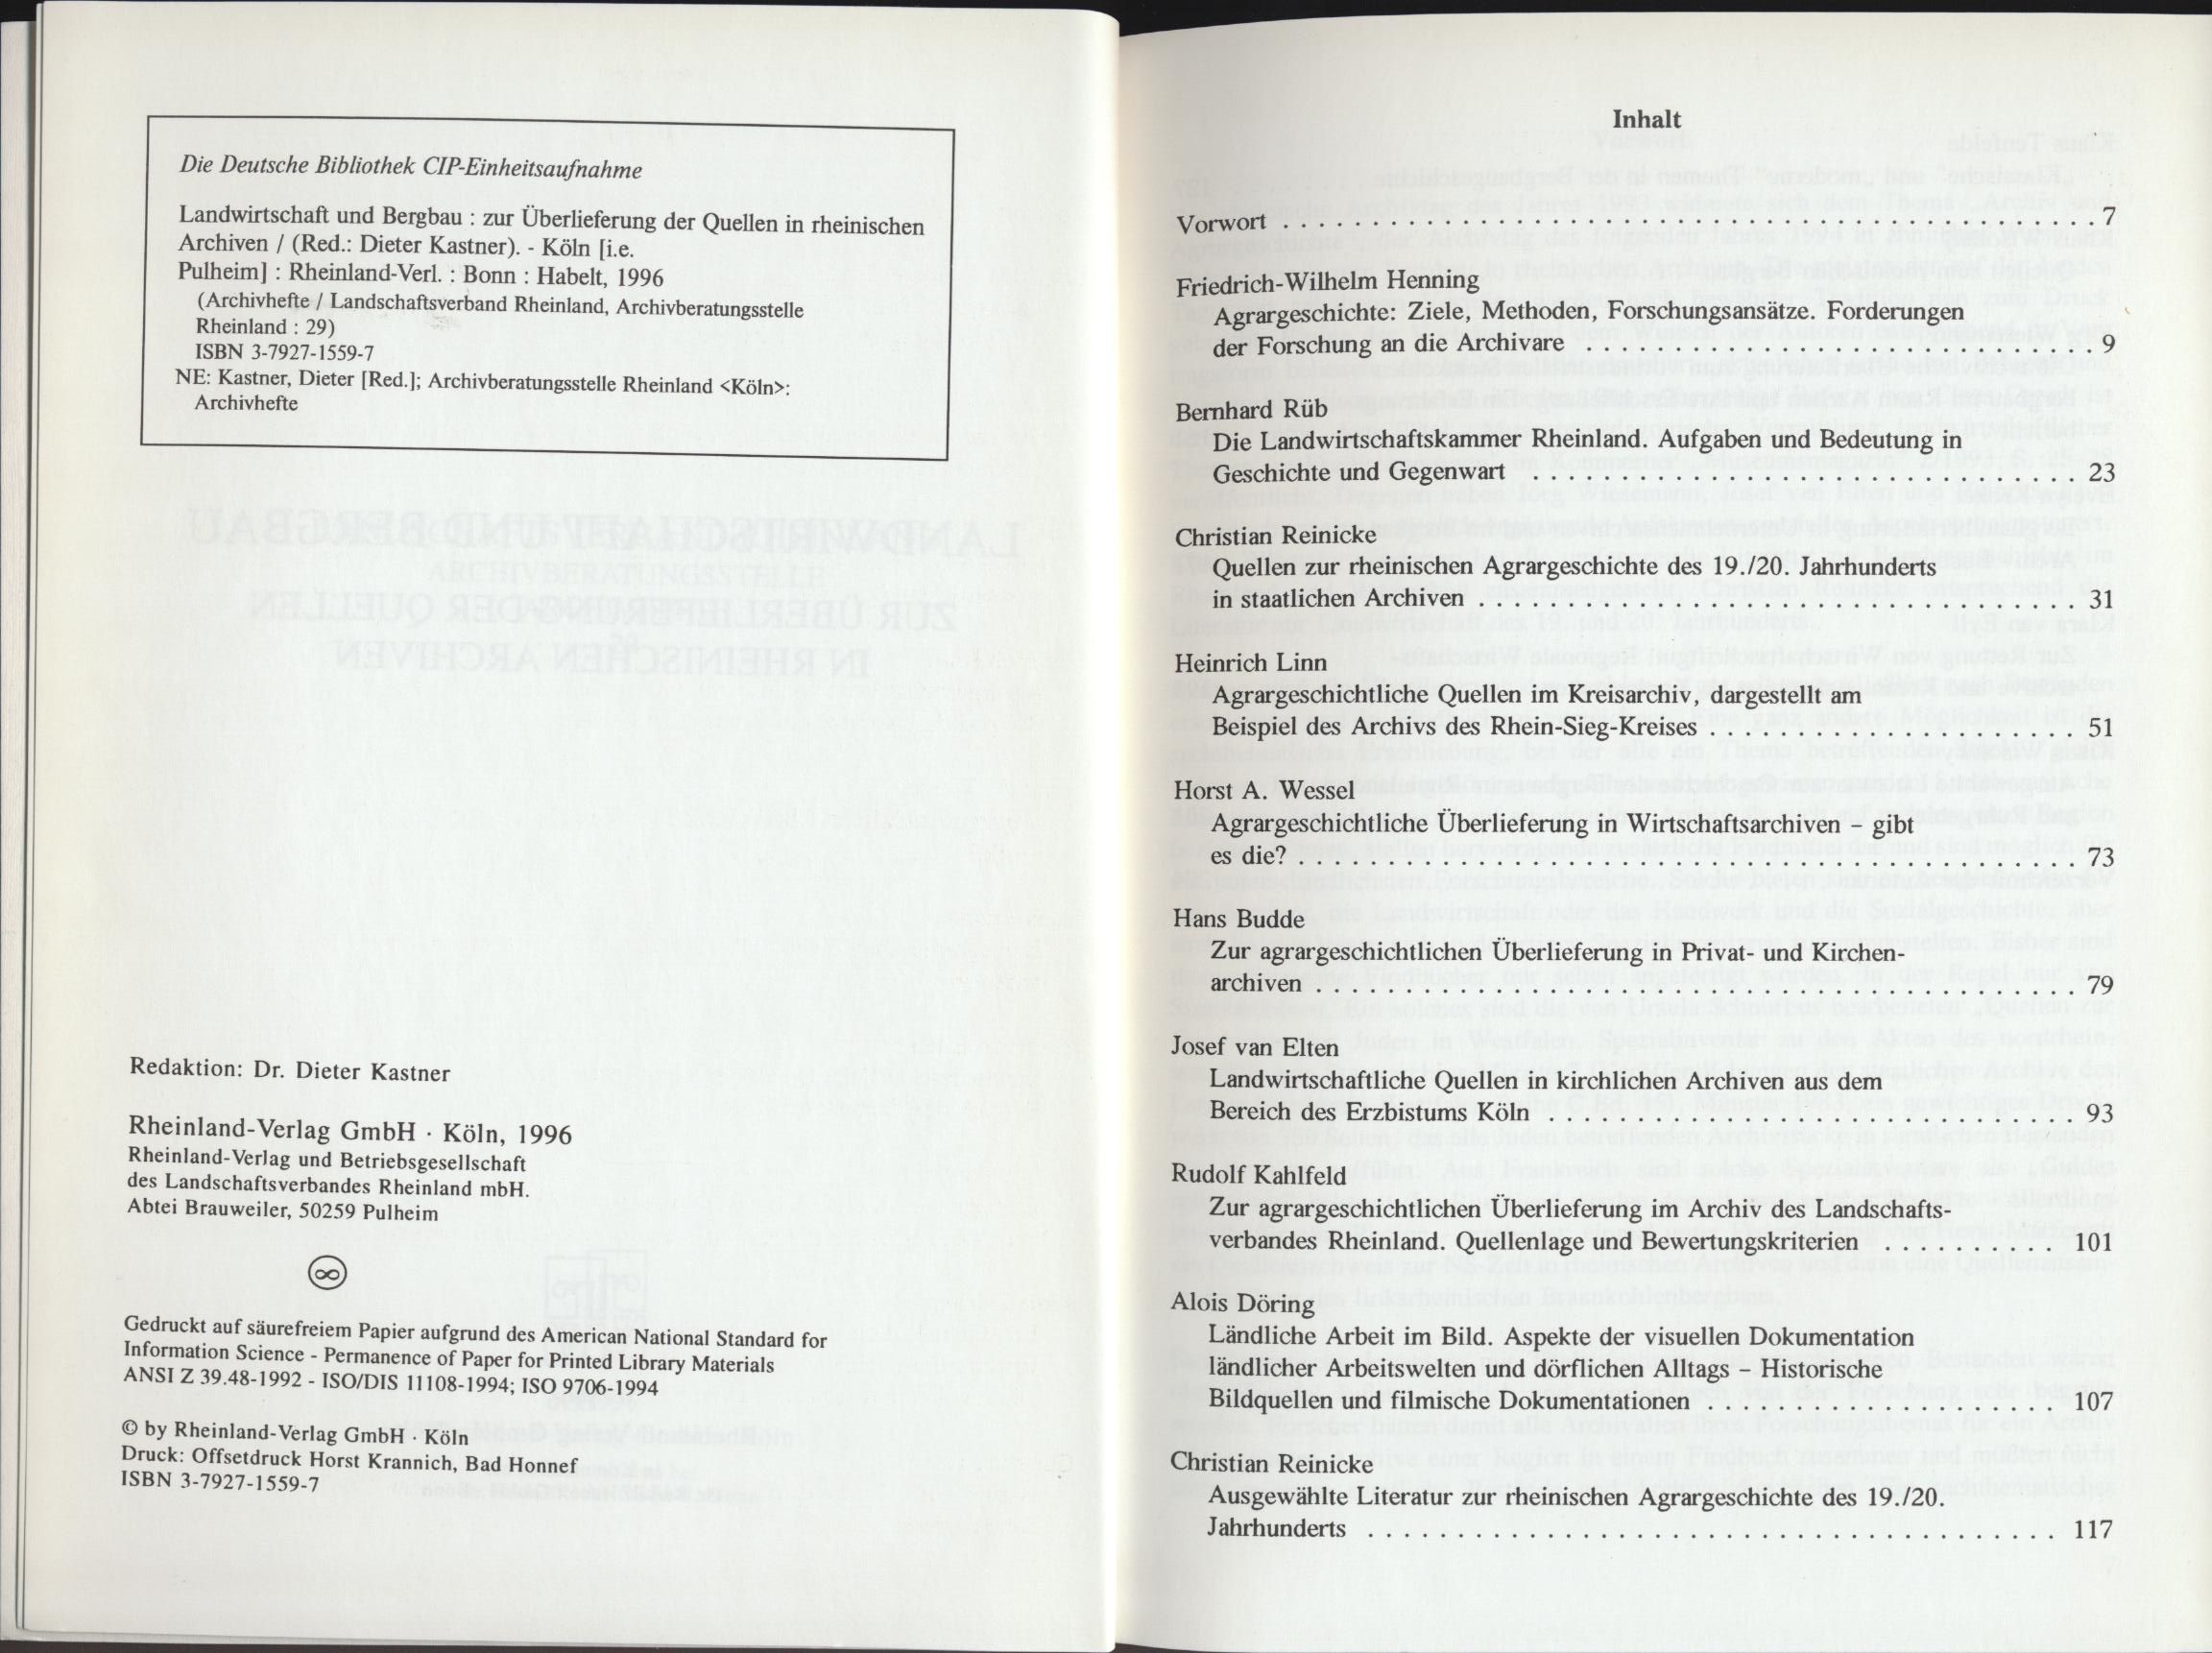 Die Deutsche Bibliothek CIP-Einheitsaufnahme
Landwirtschaft und Bergbau : zur Überlieferung der Quellen in rheinischen
Archiven / (Red.: Dieter Kastner). - Köln [i.e.
Pulheim] : Rheinland-Verl. : Bonn : Habelt, 1996
(Archivhefte / Landschaftsverband Rheinland, Archivberatungsstelle
Rheinland : 29)
ISBN 3-7927-1559-7
NE: Kastner, Dieter [Red.]; Archivberatungsstelle Rheinland <Köln>:
Archivhefte
Redaktion: Dr. Dieter Kastner
Rheinland-Verlag GmbH · Köln, 1996
Rheinland-Verlag und Betriebsgesellschaft
des Landschaftsverbandes Rheinland mbH.
Abtei Brauweiler, 50259 Pulheim
Gedruckt auf säurefreiem Papier aufgrund des American National Standard for
Information Science - Permanence of Paper for Printed Library Materials
ANSI Z 39.48-1992 - ISO/DIS 11108-1994; ISO 9706-1994
© by Rheinland-Verlag GmbH · Köln
Druck: Offsetdruck Horst Krannich, Bad Honnef
ISBN 3-7927-1559-7
Inhalt
Vorwort . . . . . . . . . . . . . . . . . . . . 7
Friedrich-Wilhelm Henning
Agrargeschichte: Ziele, Methoden, Forschungsansätze. Forderungen
der Forschung an die Archivare . . . . . . . . . . . . . . . . . . . . 9
Bernhard Rüb
Die Landwirtschaftskammer Rheinland. Aufgaben und Bedeutung in
Geschichte und Gegenwart . . . . . . . . . . . . . . . . . . . . 23
Christian Reinicke
Quellen zur rheinischen Agrargeschichte des 19./20. Jahrhunderts
in staatlichen Archiven . . . . . . . . . . . . . . . . . . . . 31
Heinrich Linn
Agrargeschichtliche Quellen im Kreisarchiv, dargestellt am
Beispiel des Archivs des Rhein-Sieg-Kreises . . . . . . . . . . . . . . . . 51
Horst A. Wessel
Agrargeschichtliche Überlieferung in Wirtschaftsarchiven – gibt
es die? . . . . . . . . . . . . . . . . . . . . 73
Hans Budde
Zur agrargeschichtlichen Überlieferung in Privat- und Kirchen-
archiven . . . . . . . . . . . . . . . . . . . . 79
Josef van Elten
Landwirtschaftliche Quellen in kirchlichen Archiven aus dem
Bereich des Erzbistums Köln . . . . . . . . . . . . . . . . . . . . 93
Rudolf Kahlfeld
Zur agrargeschichtlichen Überlieferung im Archiv des Landschafts-
verbandes Rheinland. Quellenlage und Bewertungskriterien . . . . . . . . . . 101
Alois Döring
Ländliche Arbeit im Bild. Aspekte der visuellen Dokumentation
ländlicher Arbeitswelten und dörflichen Alltags – Historische
Bildquellen und filmische Dokumentationen . . . . . . . . . . . . . . . . 107
Christian Reinicke
Ausgewählte Literatur zur rheinischen Agrargeschichte des 19./20.
Jahrhunderts . . . . . . . . . . . . . . . . . . . . 117